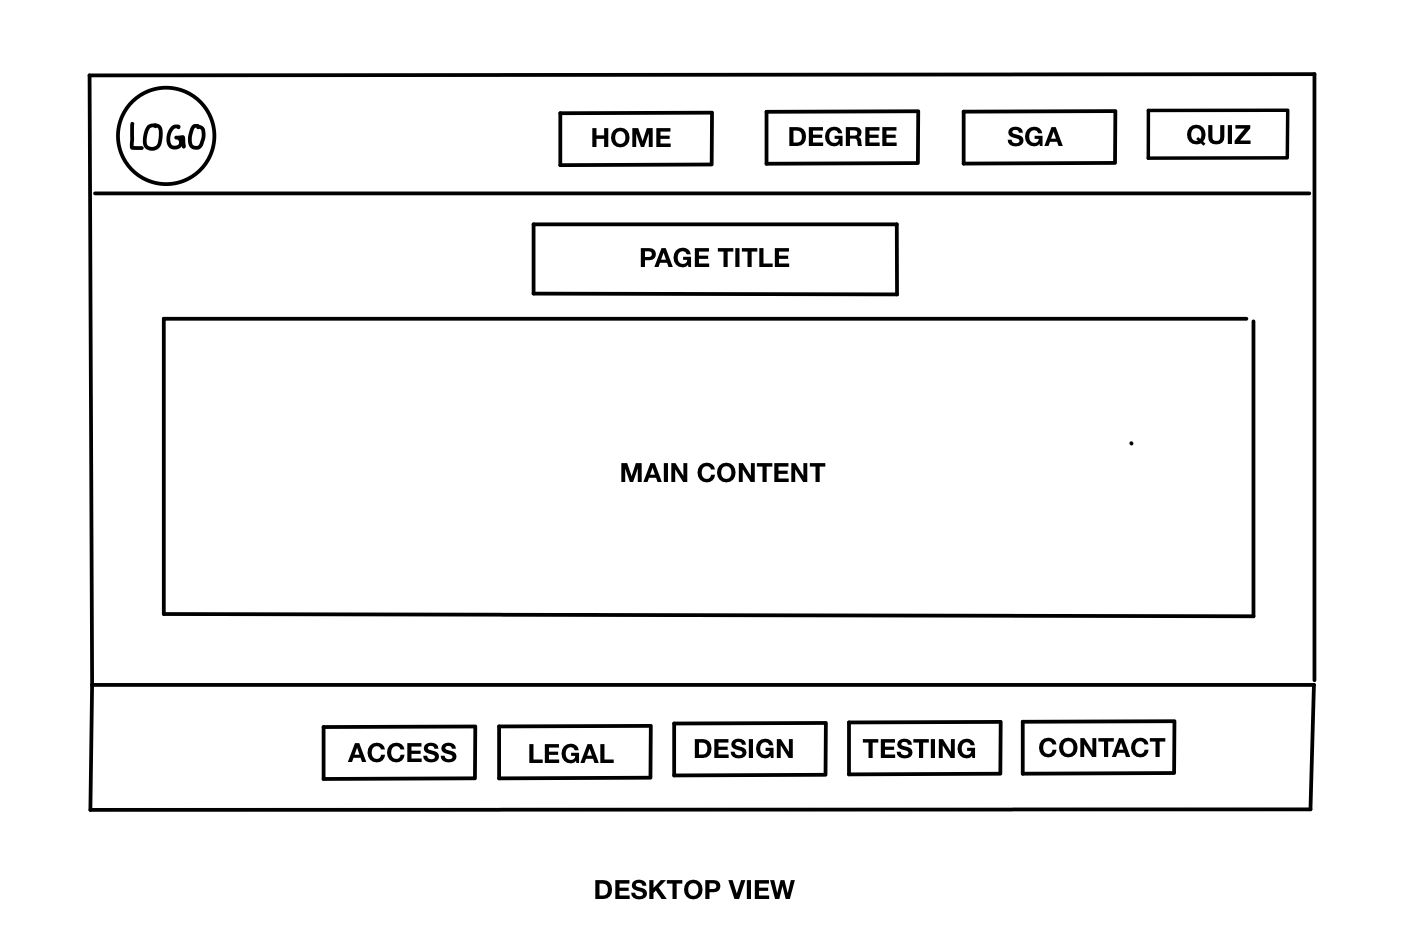 LOGO
HOME
DEGREE
SGA
QUIZ
PAGE TITLE
MAIN CONTENT
ACCESS
LEGAL
DESIGN
TESTING
CONTACT
DESKTOP VIEW